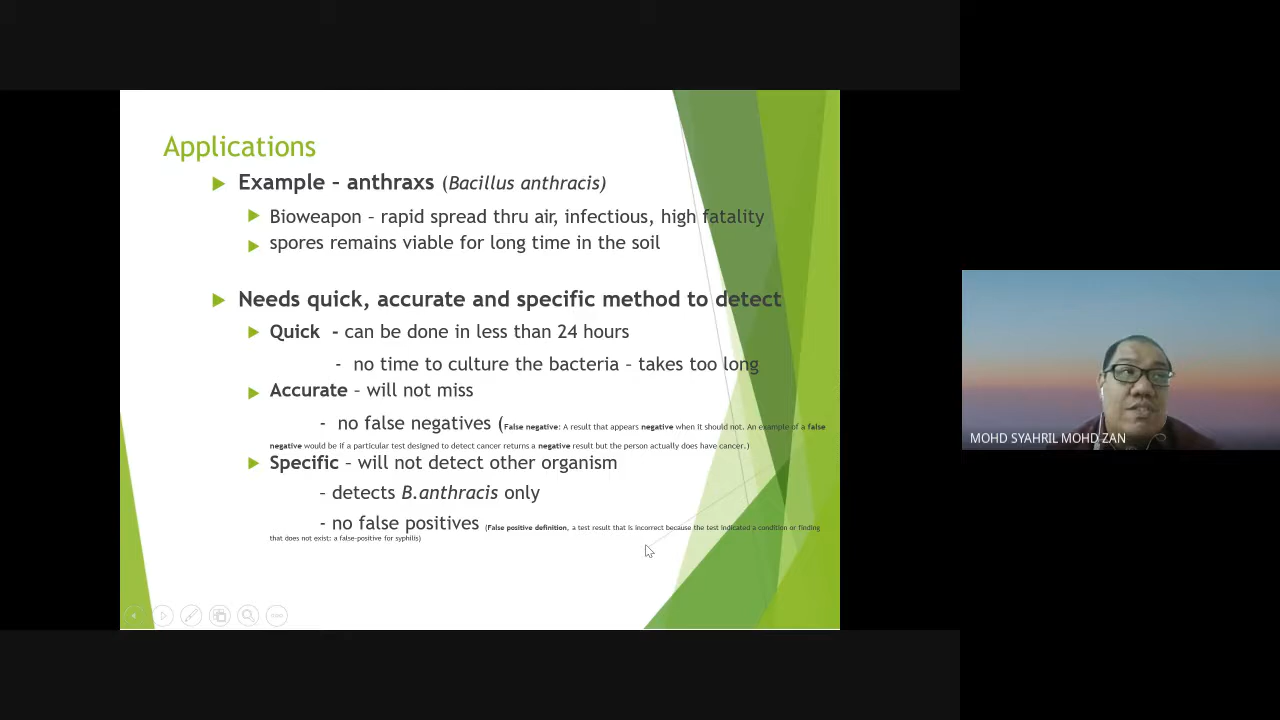 Applications
Example – anthraxs (Bacillus anthracis)
Bioweapon – rapid spread thru air, infectious, high fatality
spores remains viable for long time in the soil
Needs quick, accurate and specific method to detect
Quick - can be done in less than 24 hours
- no time to culture the bacteria – takes too long
Accurate – will not miss
- no false negatives (False negative: A result that appears negative when it should not. An example of a false
negative would be if a particular test designed to detect cancer returns a negative result but the person actually does have cancer.)
Specific – will not detect other organism
– detects B.anthracis only
- no false positives (False positive definition, a test result that is incorrect because the test indicated a condition or finding
that does not exist: a false-positive for syphilis)
MOHD SYAHRIL MOHD ZAN